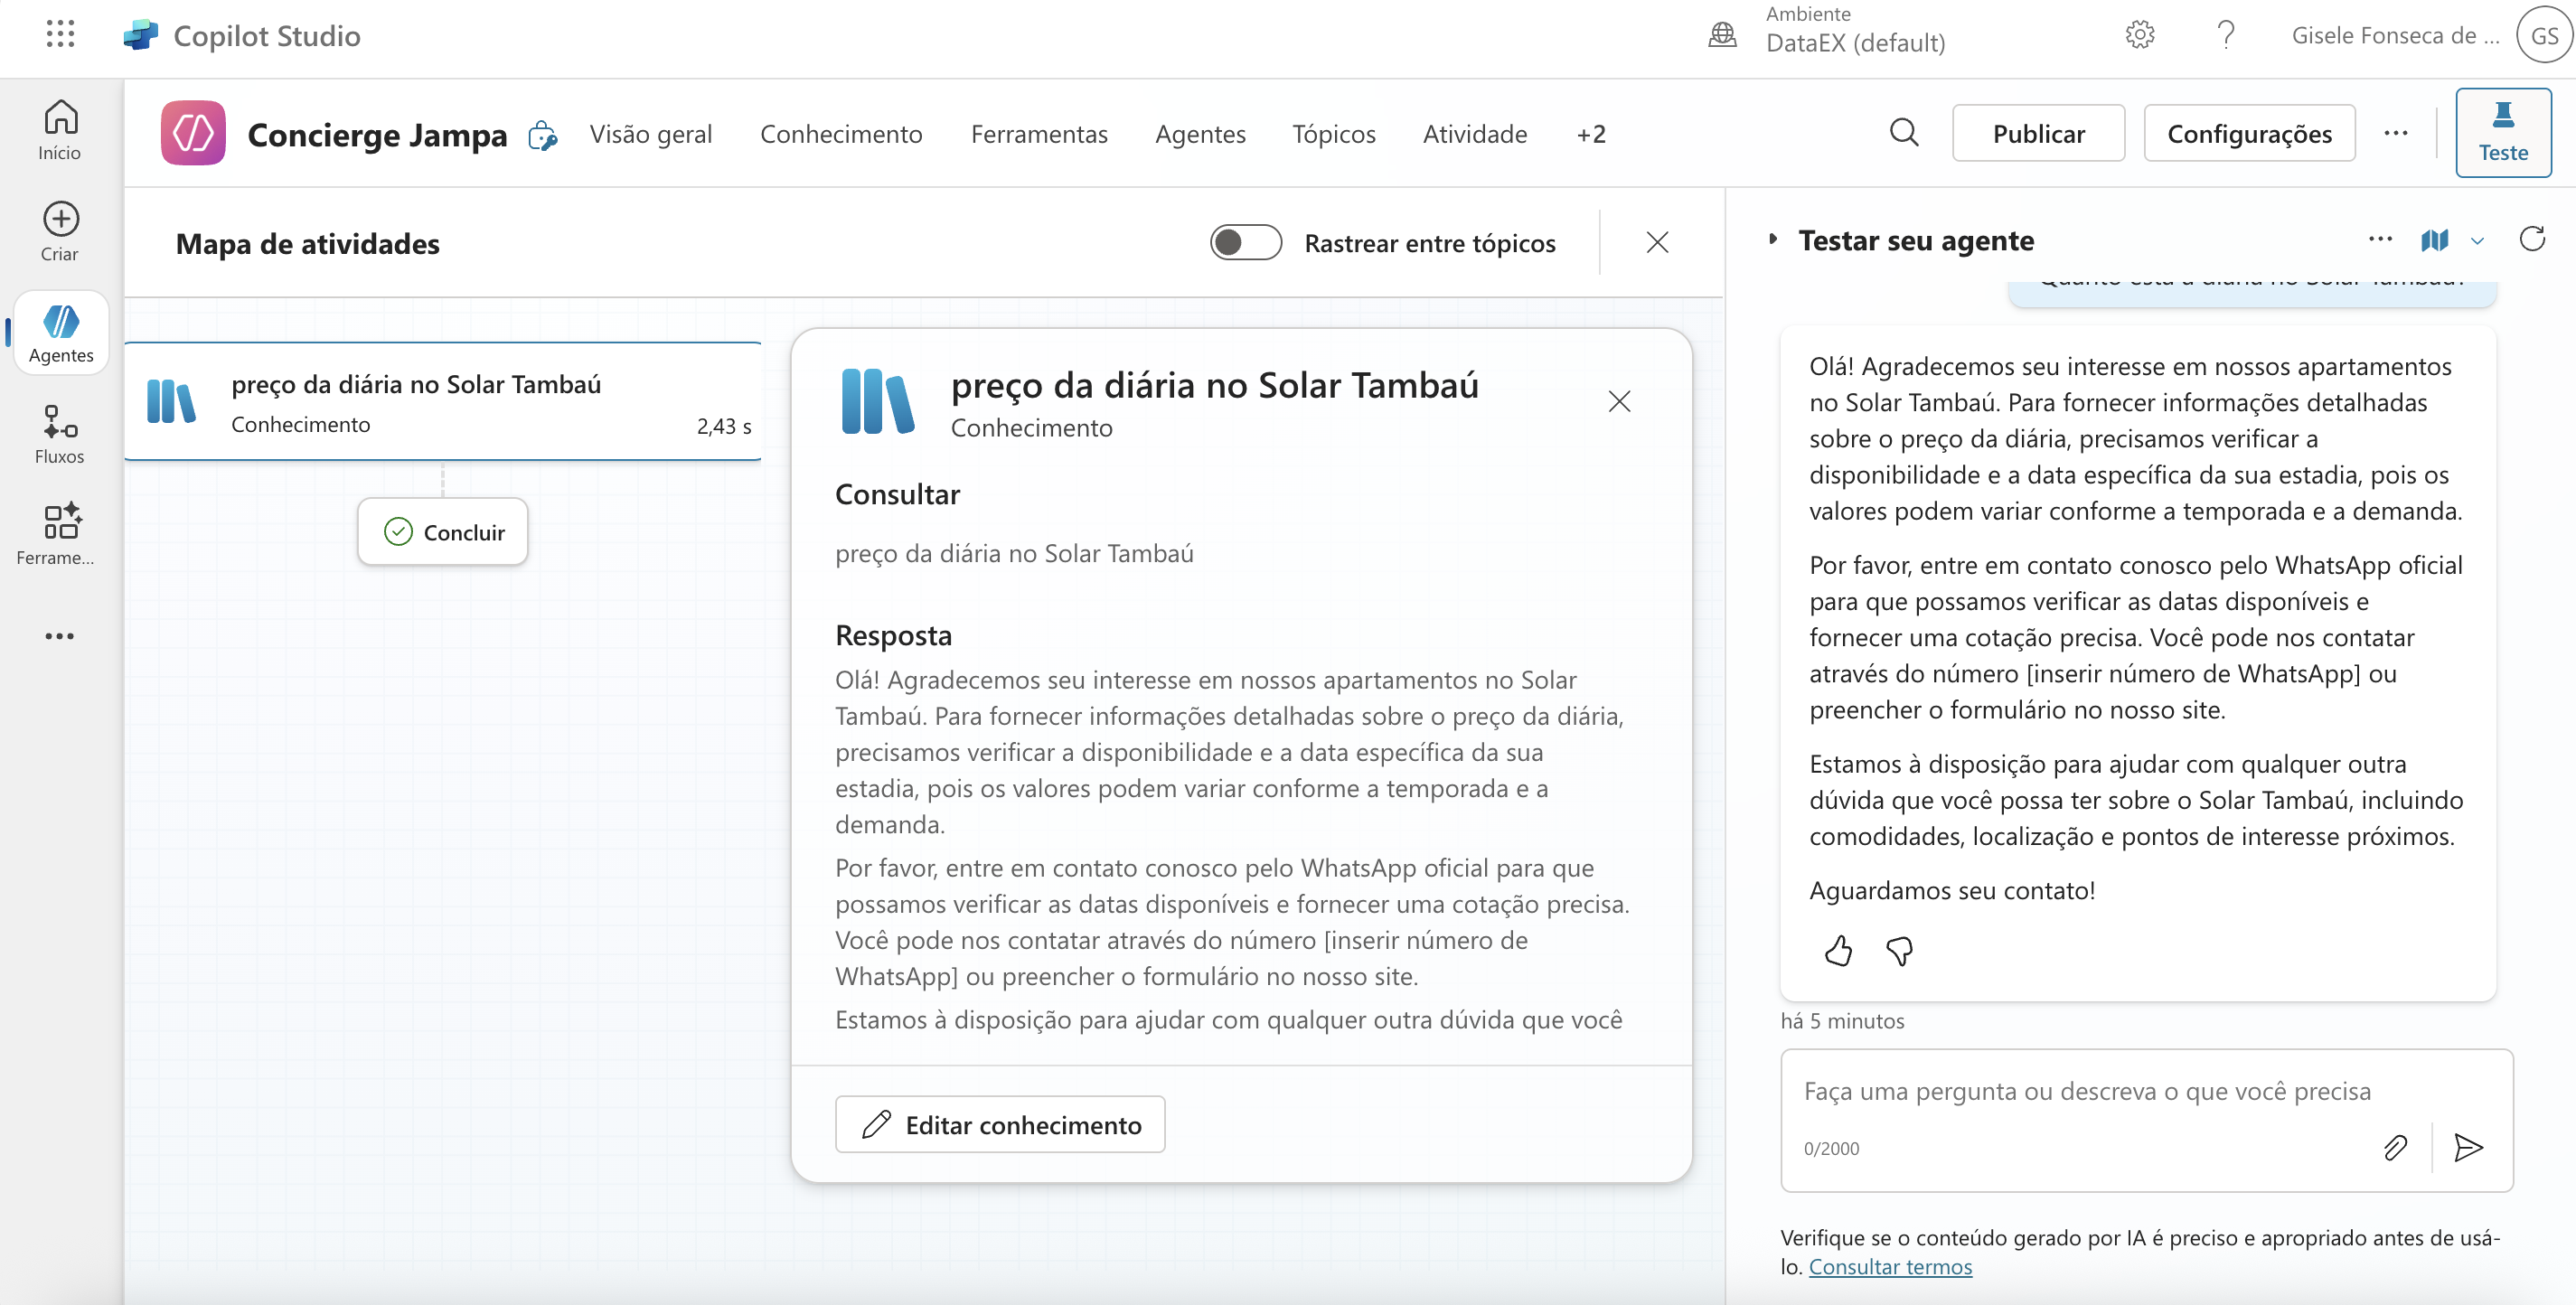 Copilot Studio
Ambiente
DataEX (default)
Gisele Fonseca de ...
GS
Início
Criar
Agentes
Fluxos
Ferrame...
Concierge Jampa
Visão geral
Conhecimento
Ferramentas
Agentes
Tópicos
Atividade
+2
Publicar
Configurações
Teste
Mapa de atividades
Rastrear entre tópicos
preço da diária no Solar Tambaú
Conhecimento
2,43 s
Concluir
preço da diária no Solar Tambaú
Conhecimento
Consultar
preço da diária no Solar Tambaú
Resposta
Olá! Agradecemos seu interesse em nossos apartamentos no Solar
Tambaú. Para fornecer informações detalhadas sobre o preço da diária,
precisamos verificar a disponibilidade e a data específica da sua
estadia, pois os valores podem variar conforme a temporada e a
demanda.
Por favor, entre em contato conosco pelo WhatsApp oficial para que
possamos verificar as datas disponíveis e fornecer uma cotação precisa.
Você pode nos contatar através do número [inserir número de
WhatsApp] ou preencher o formulário no nosso site.
Estamos à disposição para ajudar com qualquer outra dúvida que você
Editar conhecimento
Testar seu agente
Quanto está a diária no Solar Tambaú?
Olá! Agradecemos seu interesse em nossos apartamentos
no Solar Tambaú. Para fornecer informações detalhadas
sobre o preço da diária, precisamos verificar a
disponibilidade e a data específica da sua estadia, pois os
valores podem variar conforme a temporada e a demanda.
Por favor, entre em contato conosco pelo WhatsApp oficial
para que possamos verificar as datas disponíveis e
fornecer uma cotação precisa. Você pode nos contatar
através do número [inserir número de WhatsApp] ou
preencher o formulário no nosso site.
Estamos à disposição para ajudar com qualquer outra
dúvida que você possa ter sobre o Solar Tambaú, incluindo
comodidades, localização e pontos de interesse próximos.
Aguardamos seu contato!
há 5 minutos
Faça uma pergunta ou descreva o que você precisa
0/2000
Verifique se o conteúdo gerado por IA é preciso e apropriado antes de usá-
lo. Consultar termos